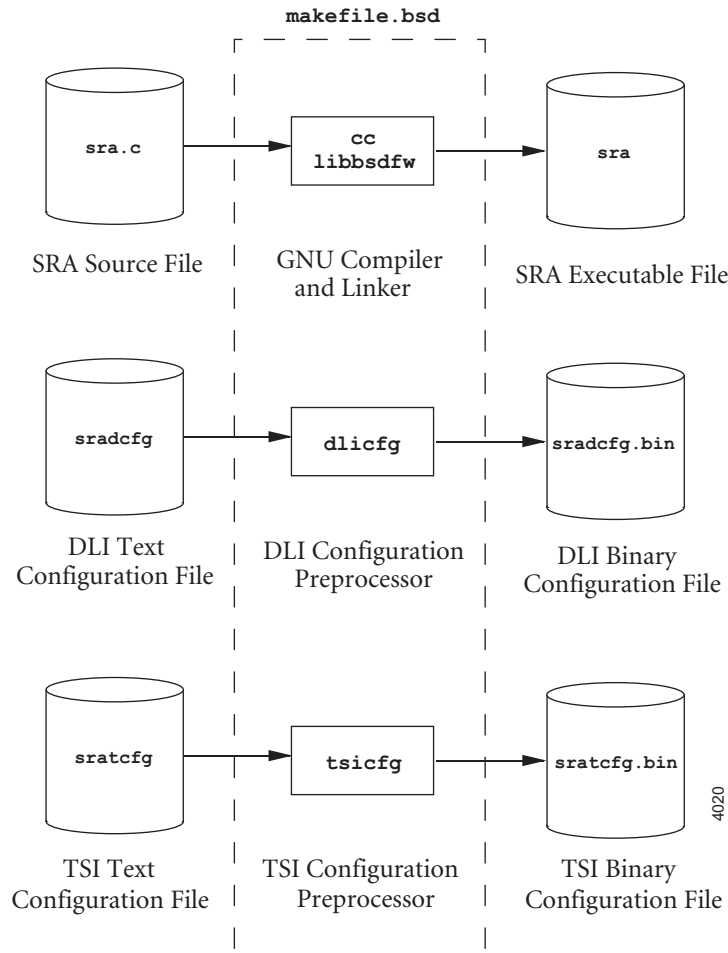 makefile.bsd
sra.c
cc
libbsdfw
sra
SRA Source File
GNU Compiler
and Linker
SRA Executable File
sradcfg
dlicfg
sradcfg.bin
DLI Text
Configuration File
DLI Configuration
Preprocessor
DLI Binary
Configuration File
sratcfg
tsicfg
sratcfg.bin
4020
TSI Text
Configuration File
TSI Configuration
Preprocessor
TSI Binary
Configuration File